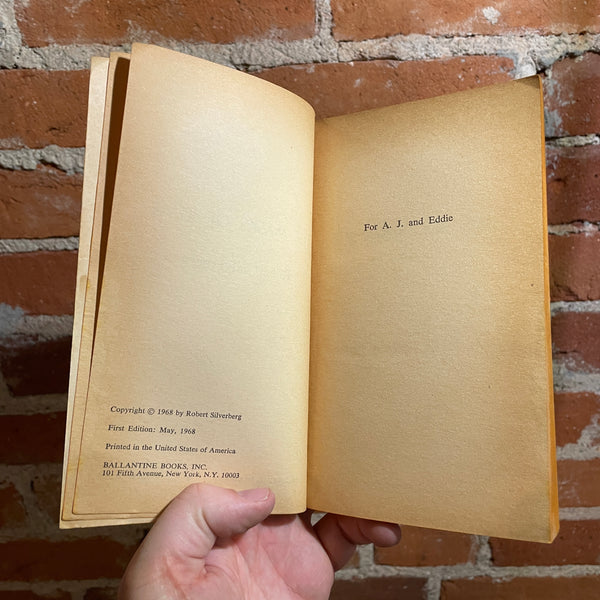 Copyright © 1968 by Robert Silverberg
First Edition: May, 1968
Printed in the United States of America
BALLANTINE BOOKS, INC.
101 Fifth Avenue, New York, N.Y. 10003
For A. J. and Eddie